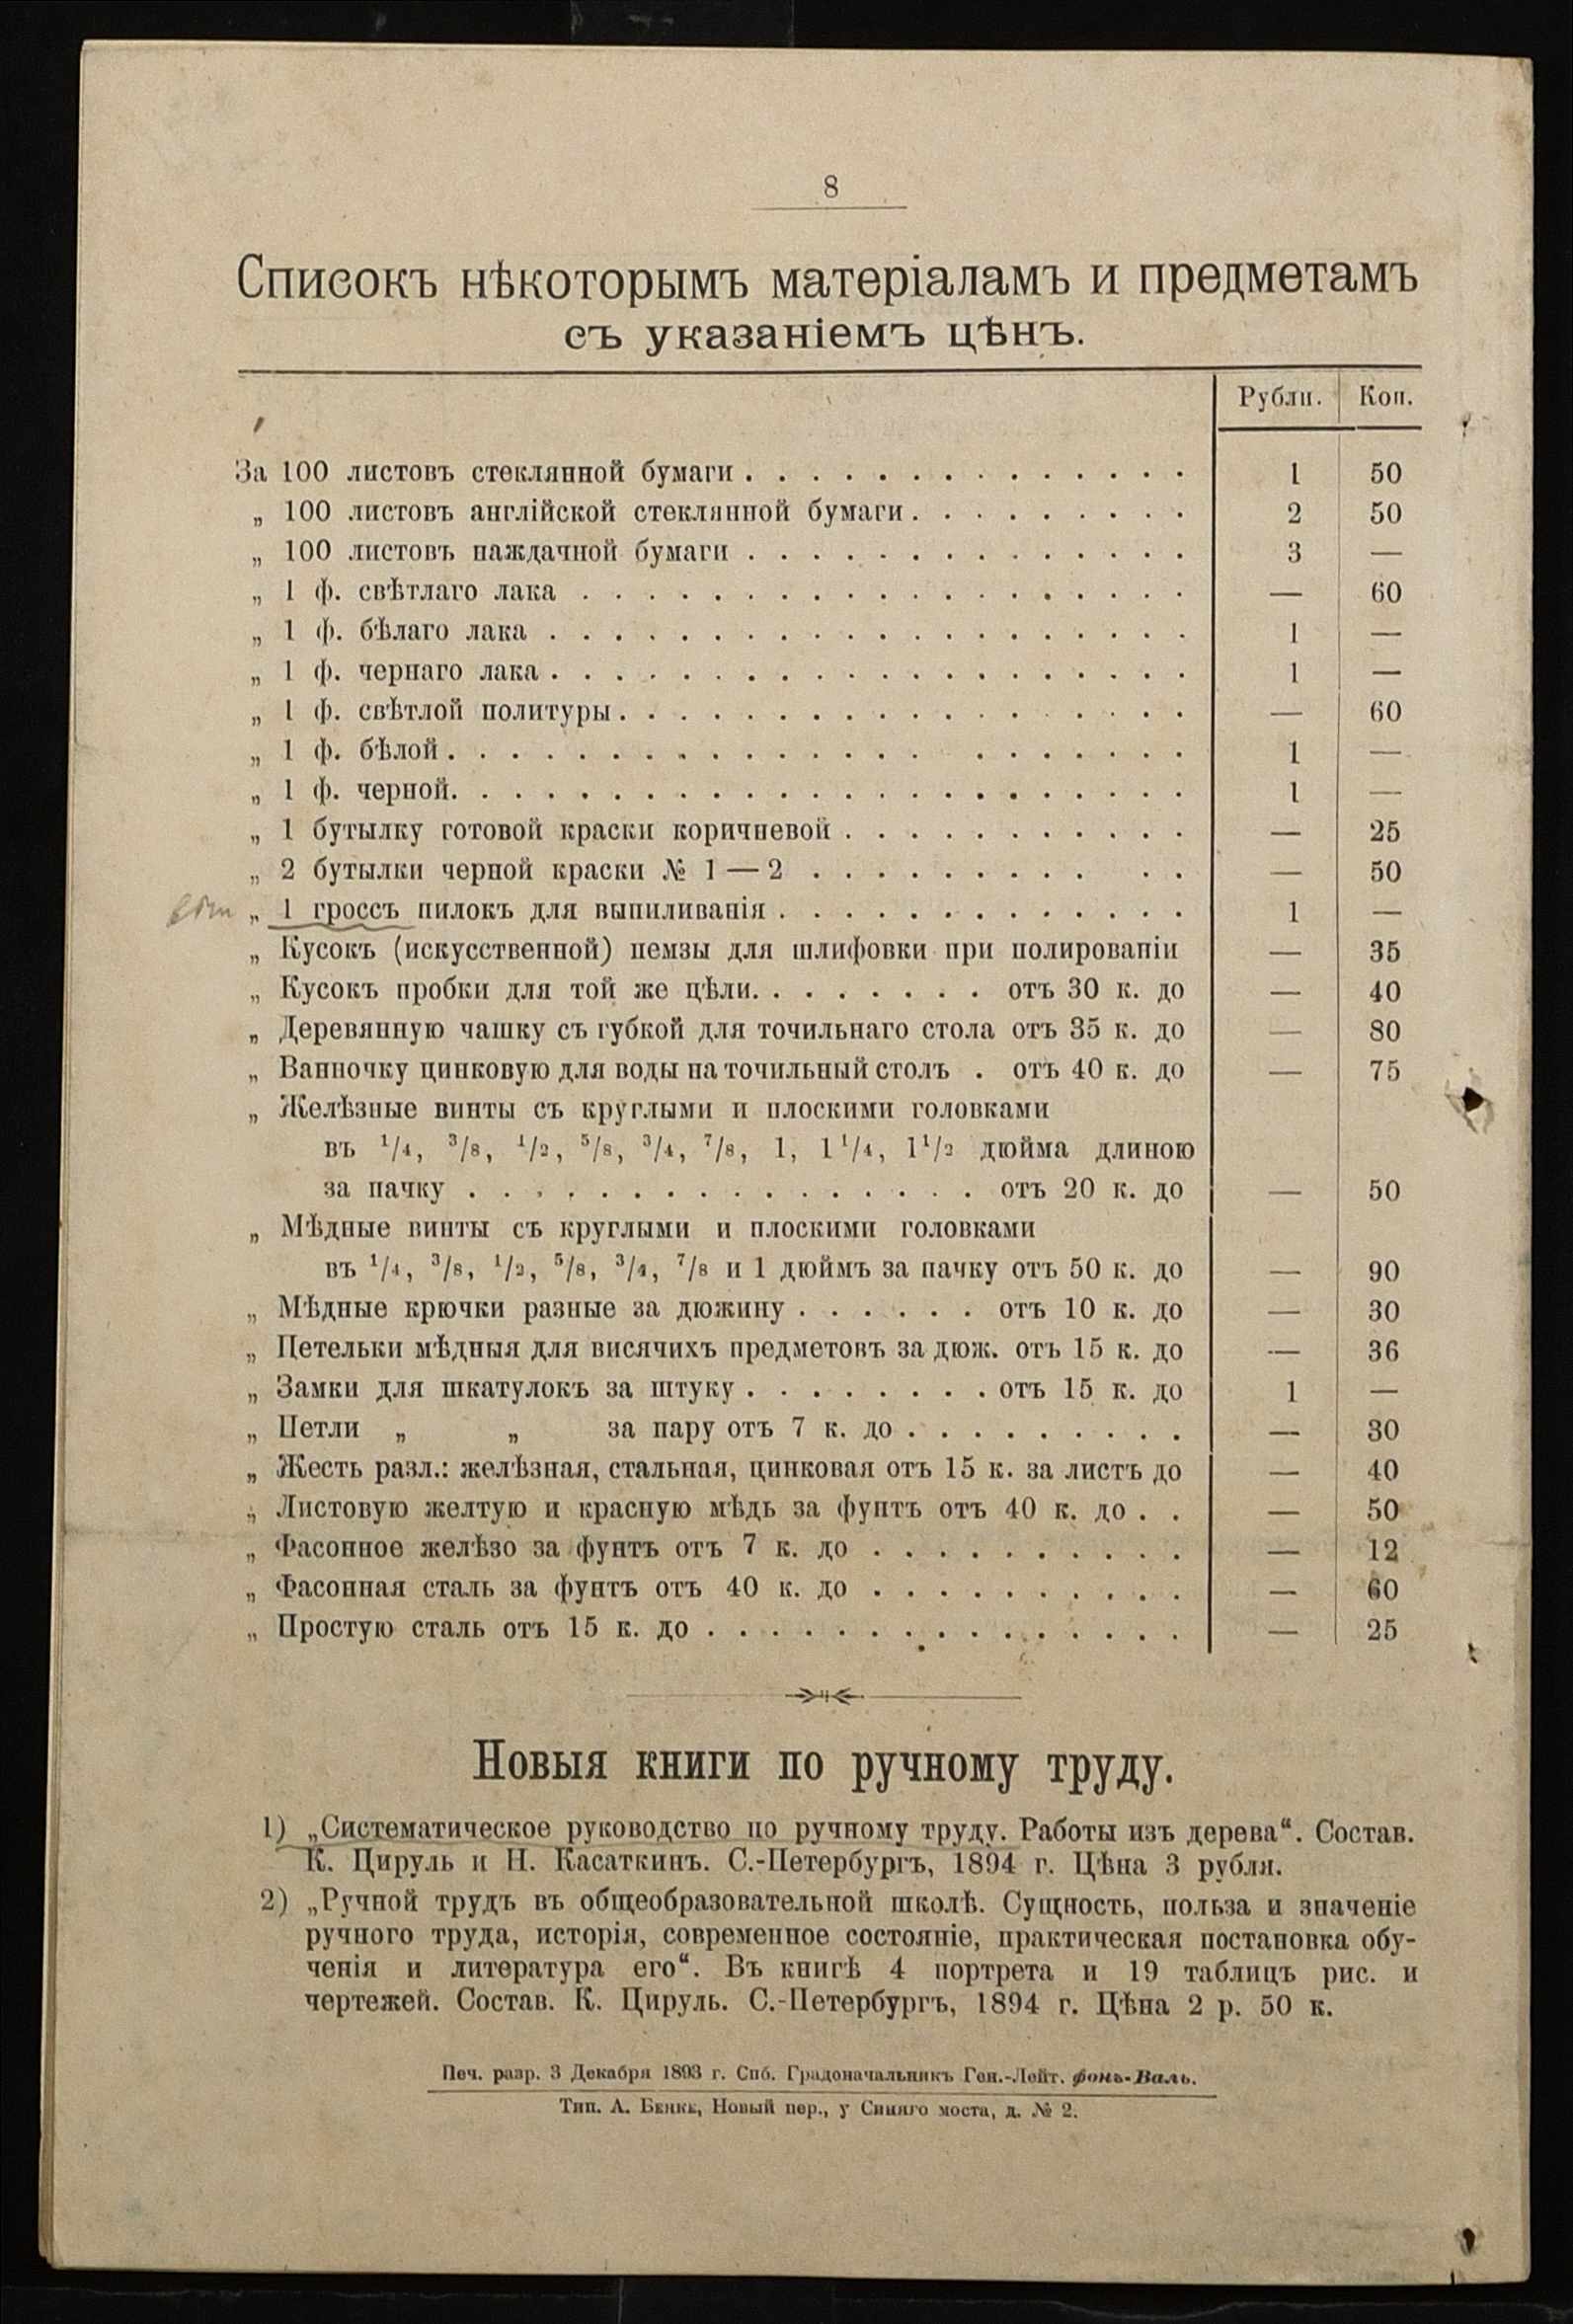 8
Списокъ нѣкоторымъ матеріаламъ и предметамъ
съ указаніемъ цѣнъ.
Рубли. Коп.
За 100 листовъ стеклянной бумаги . . . . . . . . . . . . . . 1 50
„ 100 листовъ англійской стеклянной бумаги . . . . . . . . . 2 50
„ 100 листовъ наждачной бумаги . . . . . . . . . . . . . . 3 —
„ 1 ф. свѣтлаго лака . . . . . . . . . . . . . . . . . . . — 60
„ 1 ф. бѣлаго лака . . . . . . . . . . . . . . . . . . . . 1 —
„ 1 ф. чернаго лака . . . . . . . . . . . . . . . . . . . . 1 —
„ 1 ф. свѣтлой политуры . . . . . . . . . . . . . . . . . . — 60
„ 1 ф. бѣлой . . . . . . . . . . . . . . . . . . . . . . . 1 —
„ 1 ф. черной. . . . . . . . . . . . . . . . . . . . . . . 1 —
„ 1 бутылку готовой краски коричневой . . . . . . . . . . . — 25
„ 2 бутылки черной краски № 1 — 2 . . . . . . . . . . . — 50
„ 1 гроссъ пилокъ для выпиливанія . . . . . . . . . . . . . 1 —
„ Кусокъ (искусственной) пемзы для шлифовки при полированіи — 35
„ Кусокъ пробки для той же цѣли. . . . . . . . отъ 30 к. до — 40
„ Деревянную чашку съ губкой для точильнаго стола отъ 35 к. до — 80
„ Ванночку цинковую для воды на точильный столъ . отъ 40 к. до — 75
„ Желѣзные винты съ круглыми и плоскими головками
въ 1/4, 3/8, 1/2, 5/8, 3/4, 7/8, 1, 1 1/4, 1 1/2 дюйма длиною
за пачку . . . . . . . . . . . . . . . . отъ 20 к. до — 50
„ Мѣдные винты съ круглыми и плоскими головками
въ 1/4, 3/8, 1/2, 5/8, 3/4, 7/8 и 1 дюймъ за пачку отъ 50 к. до — 90
„ Мѣдные крючки разные за дюжину . . . . . . отъ 10 к. до — 30
„ Петельки мѣдныя для висячихъ предметовъ за дюж. отъ 15 к. до — 36
„ Замки для шкатулокъ за штуку . . . . . . . . отъ 15 к. до 1 —
„ Петли „ „ за пару отъ 7 к. до . . . . . . . . . — 30
„ Жесть разл.: желѣзная, стальная, цинковая отъ 15 к. за листъ до — 40
„ Листовую желтую и красную мѣдь за фунтъ отъ 40 к. до . . — 50
„ Фасонное желѣзо за фунтъ отъ 7 к. до . . . . . . . . . . — 12
„ Фасонная сталь за фунтъ отъ 40 к. до . . . . . . . . . . — 60
„ Простую сталь отъ 15 к. до . . . . . . . . . . . . . . . — 25
Новыя книги по ручному труду.
1) „Систематическое руководство по ручному труду. Работы изъ дерева“. Состав.
К. Цируль и Н. Касаткинъ. С.-Петербургъ, 1894 г. Цѣна 3 рубля.
2) „Ручной трудъ въ общеобразовательной школѣ. Сущность, польза и значеніе
ручного труда, исторія, современное состояніе, практическая постановка обу-
ченія и литература его“. Въ книгѣ 4 портрета и 19 таблицъ рис. и
чертежей. Состав. К. Цируль. С.-Петербургъ, 1894 г. Цѣна 2 р. 50 к.
Печ. разр. 3 Декабря 1893 г. Спб. Градоначальникъ Ген.-Лейт. фонъ-Валь.
Тип. А. Бенке, Новый пер., у Синяго моста, д. № 2.